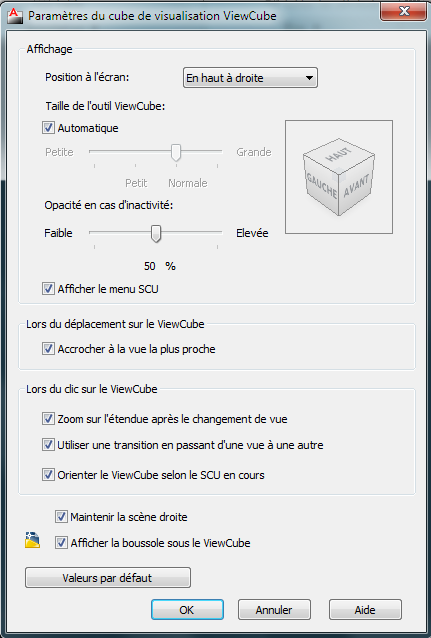 Paramètres du cube de visualisation ViewCube
Affichage
Position à l'écran:
En haut à droite
Taille de l'outil ViewCube:
Automatique
Petite
Grande
Petit
Normale
HAUT
GAUCHE
AVANT
Opacité en cas d'inactivité:
Faible
Elevée
50 %
Afficher le menu SCU
Lors du déplacement sur le ViewCube
Accrocher à la vue la plus proche
Lors du clic sur le ViewCube
Zoom sur l'étendue après le changement de vue
Utiliser une transition en passant d'une vue à une autre
Orienter le ViewCube selon le SCU en cours
Maintenir la scène droite
Afficher la boussole sous le ViewCube
Valeurs par défaut
OK
Annuler
Aide